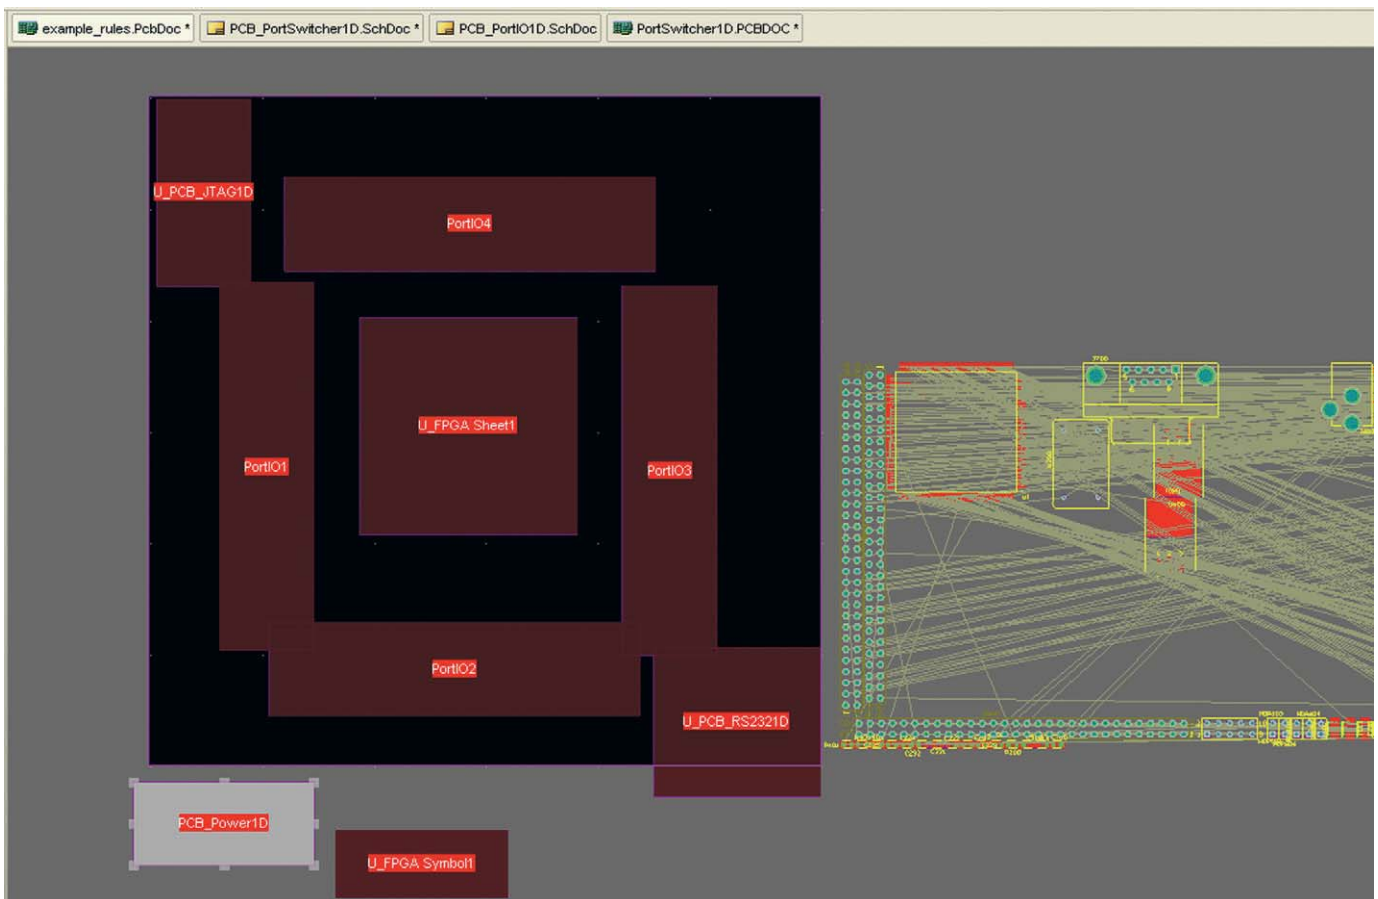 example_rules.PcbDoc *
PCB_PortSwitcher1D.SchDoc *
PCB_PortIO1D.SchDoc
PortSwitcher1D.PCBDOC *
U_PCB_JTAG1D
PortIO4
U_FPGA Sheet1
PortIO1
PortIO3
PortIO2
U_PCB_RS2321D
PCB_Power1D
U_FPGA Symbol1